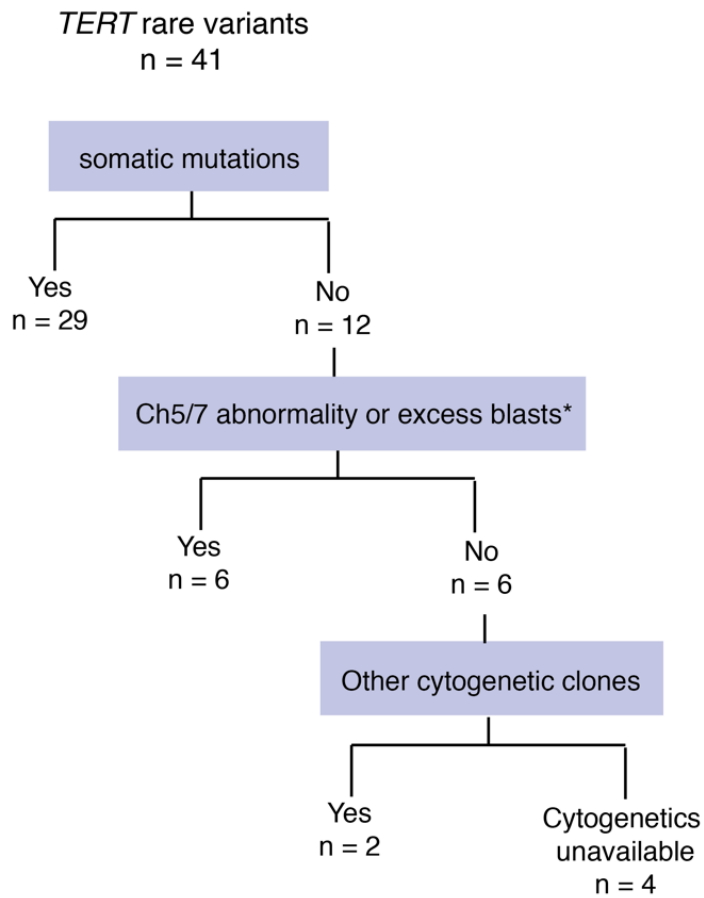 TERT rare variants
n = 41
somatic mutations
Yes
n = 29
No
n = 12
Ch5/7 abnormality or excess blasts*
Yes
n = 6
No
n = 6
Other cytogenetic clones
Yes
n = 2
Cytogenetics
unavailable
n = 4